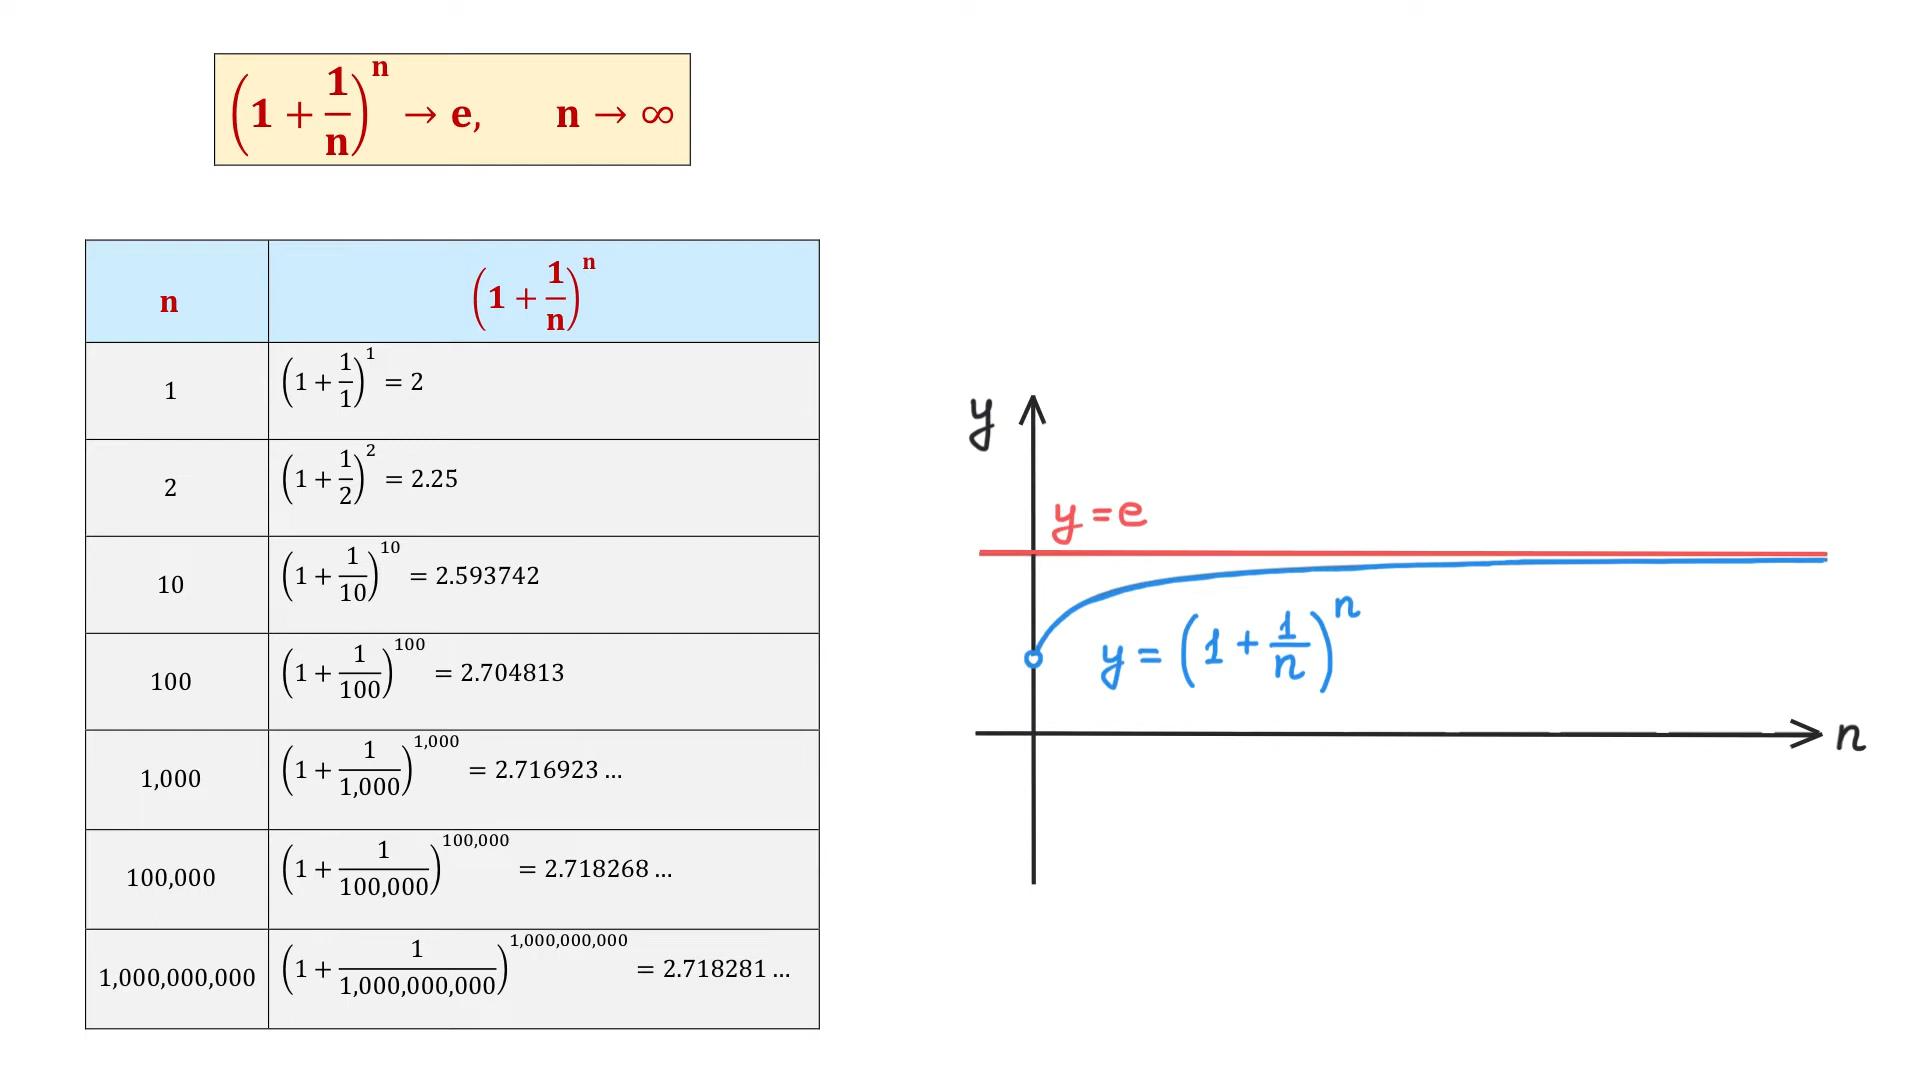 (1 + 1/n)^n → e, n → ∞
n (1 + 1/n)^n
1 (1 + 1/1)^1 = 2
2 (1 + 1/2)^2 = 2.25
10 (1 + 1/10)^10 = 2.593742
100 (1 + 1/100)^100 = 2.704813
1,000 (1 + 1/1,000)^1,000 = 2.716923 ...
100,000 (1 + 1/100,000)^100,000 = 2.718268 ...
1,000,000,000 (1 + 1/1,000,000,000)^1,000,000,000 = 2.718281 ...
y
y = e
y = (1 + 1/n)^n
n